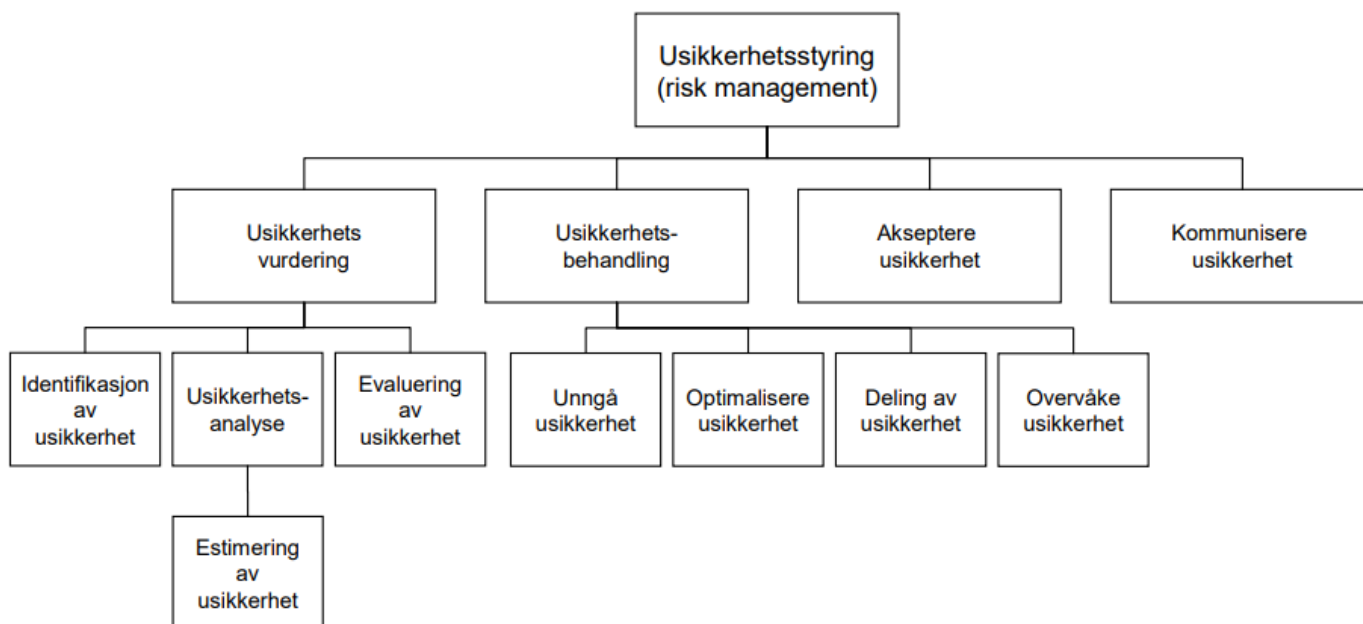 Usikkerhetsstyring
(risk management)
Usikkerhets
vurdering
Usikkerhets-
behandling
Akseptere
usikkerhet
Kommunisere
usikkerhet
Identifikasjon
av
usikkerhet
Usikkerhets-
analyse
Evaluering
av
usikkerhet
Unngå
usikkerhet
Optimalisere
usikkerhet
Deling av
usikkerhet
Overvåke
usikkerhet
Estimering
av
usikkerhet